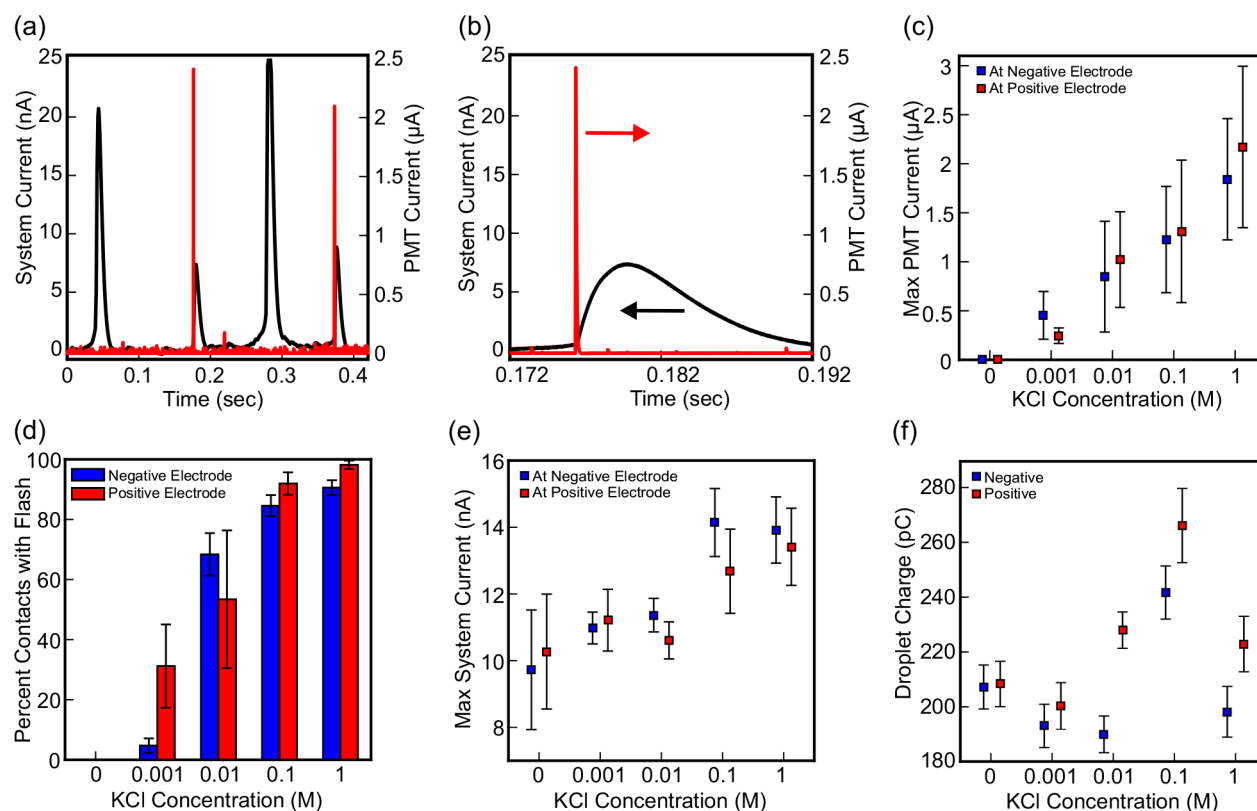 (a)
25
20
15
10
5
0
System Current (nA)
2.5
2
1.5
1
0.5
0
PMT Current (µA)
0 0.1 0.2 0.3 0.4
Time (sec)
(b)
25
20
15
10
5
0
System Current (nA)
2.5
2
1.5
1
0.5
0
PMT Current (µA)
0.172 0.182 0.192
Time (sec)
(c)
At Negative Electrode
At Positive Electrode
3
2.5
2
1.5
1
0.5
0
Max PMT Current (µA)
0 0.001 0.01 0.1 1
KCl Concentration (M)
(d)
Negative Electrode
Positive Electrode
100
80
60
40
20
0
Percent Contacts with Flash
0 0.001 0.01 0.1 1
KCl Concentration (M)
(e)
At Negative Electrode
At Positive Electrode
16
14
12
10
8
Max System Current (nA)
0 0.001 0.01 0.1 1
KCl Concentration (M)
(f)
Negative
Positive
280
260
240
220
200
180
Droplet Charge (pC)
0 0.001 0.01 0.1 1
KCl Concentration (M)